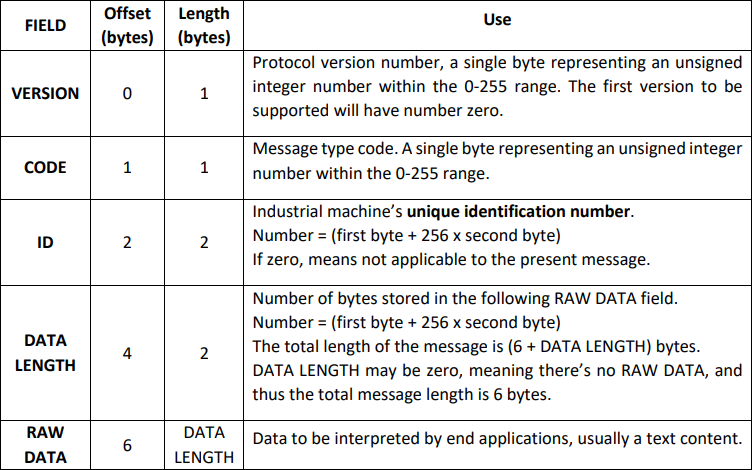 FIELD
Offset
(bytes)
Length
(bytes)
Use
VERSION
0
1
Protocol version number, a single byte representing an unsigned
integer number within the 0-255 range. The first version to be
supported will have number zero.
CODE
1
1
Message type code. A single byte representing an unsigned integer
number within the 0-255 range.
ID
2
2
Industrial machine’s unique identification number.
Number = (first byte + 256 x second byte)
If zero, means not applicable to the present message.
DATA
LENGTH
4
2
Number of bytes stored in the following RAW DATA field.
Number = (first byte + 256 x second byte)
The total length of the message is (6 + DATA LENGTH) bytes.
DATA LENGTH may be zero, meaning there’s no RAW DATA, and
thus the total message length is 6 bytes.
RAW
DATA
6
DATA
LENGTH
Data to be interpreted by end applications, usually a text content.